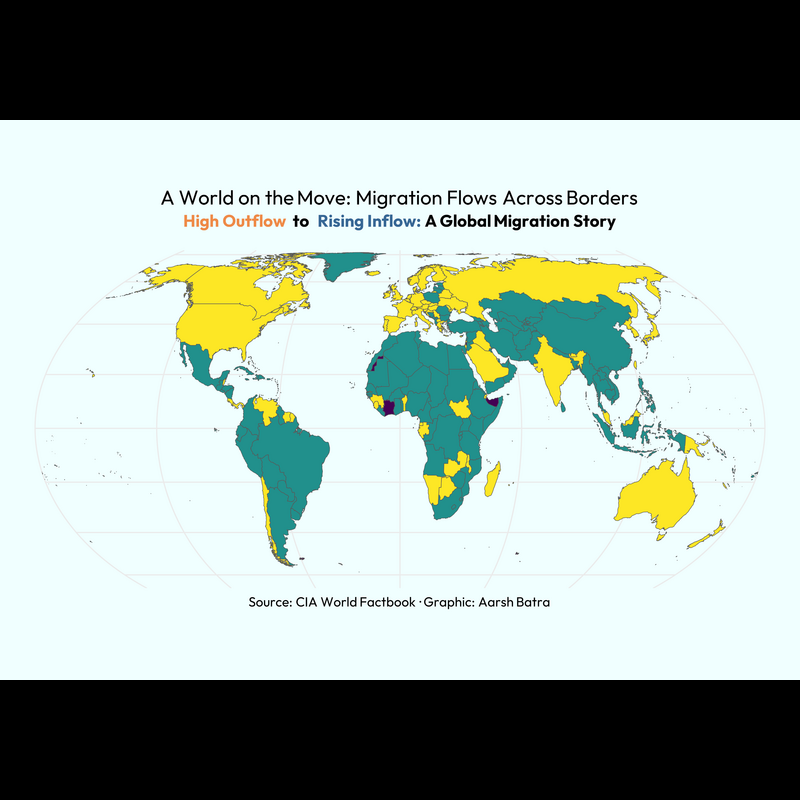 A World on the Move: Migration Flows Across Borders
High Outflow to Rising Inflow: A Global Migration Story
Source: CIA World Factbook · Graphic: Aarsh Batra